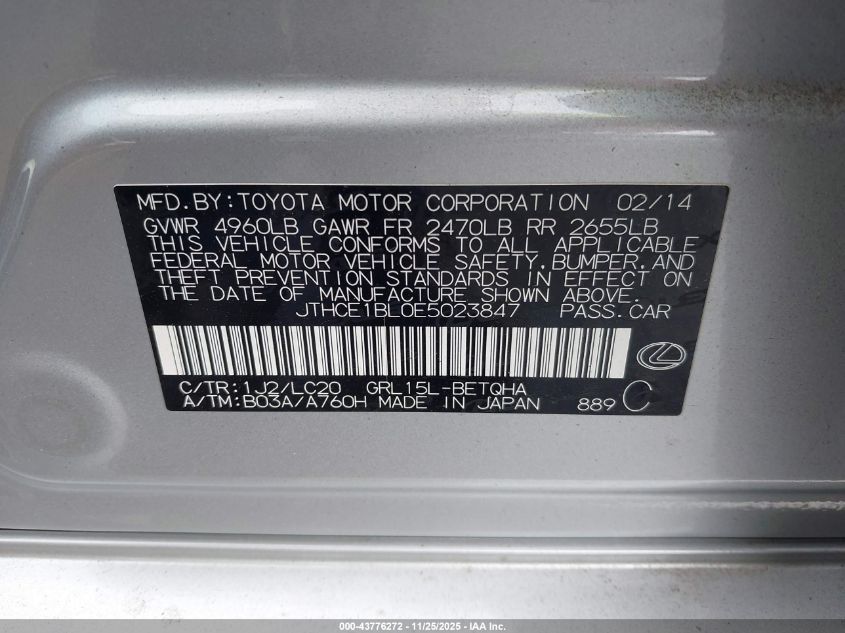 MFD.BY:TOYOTA MOTOR CORPORATION 02/14
GVWR 4960LB GAWR FR 2470LB RR 2655LB
THIS VEHICLE CONFORMS TO ALL APPLICABLE
FEDERAL MOTOR VEHICLE SAFETY,BUMPER,AND
THEFT PREVENTION STANDARDS IN EFFECT ON
THE DATE OF MANUFACTURE SHOWN ABOVE.
JTHCE1BL0E5023847 PASS.CAR
C/TR:1J2/LC20 GRL15L-BETQHA
A/TM:B03A/A760H MADE IN JAPAN 889 C
000-43776272 - 11/25/2025 - IAA Inc.